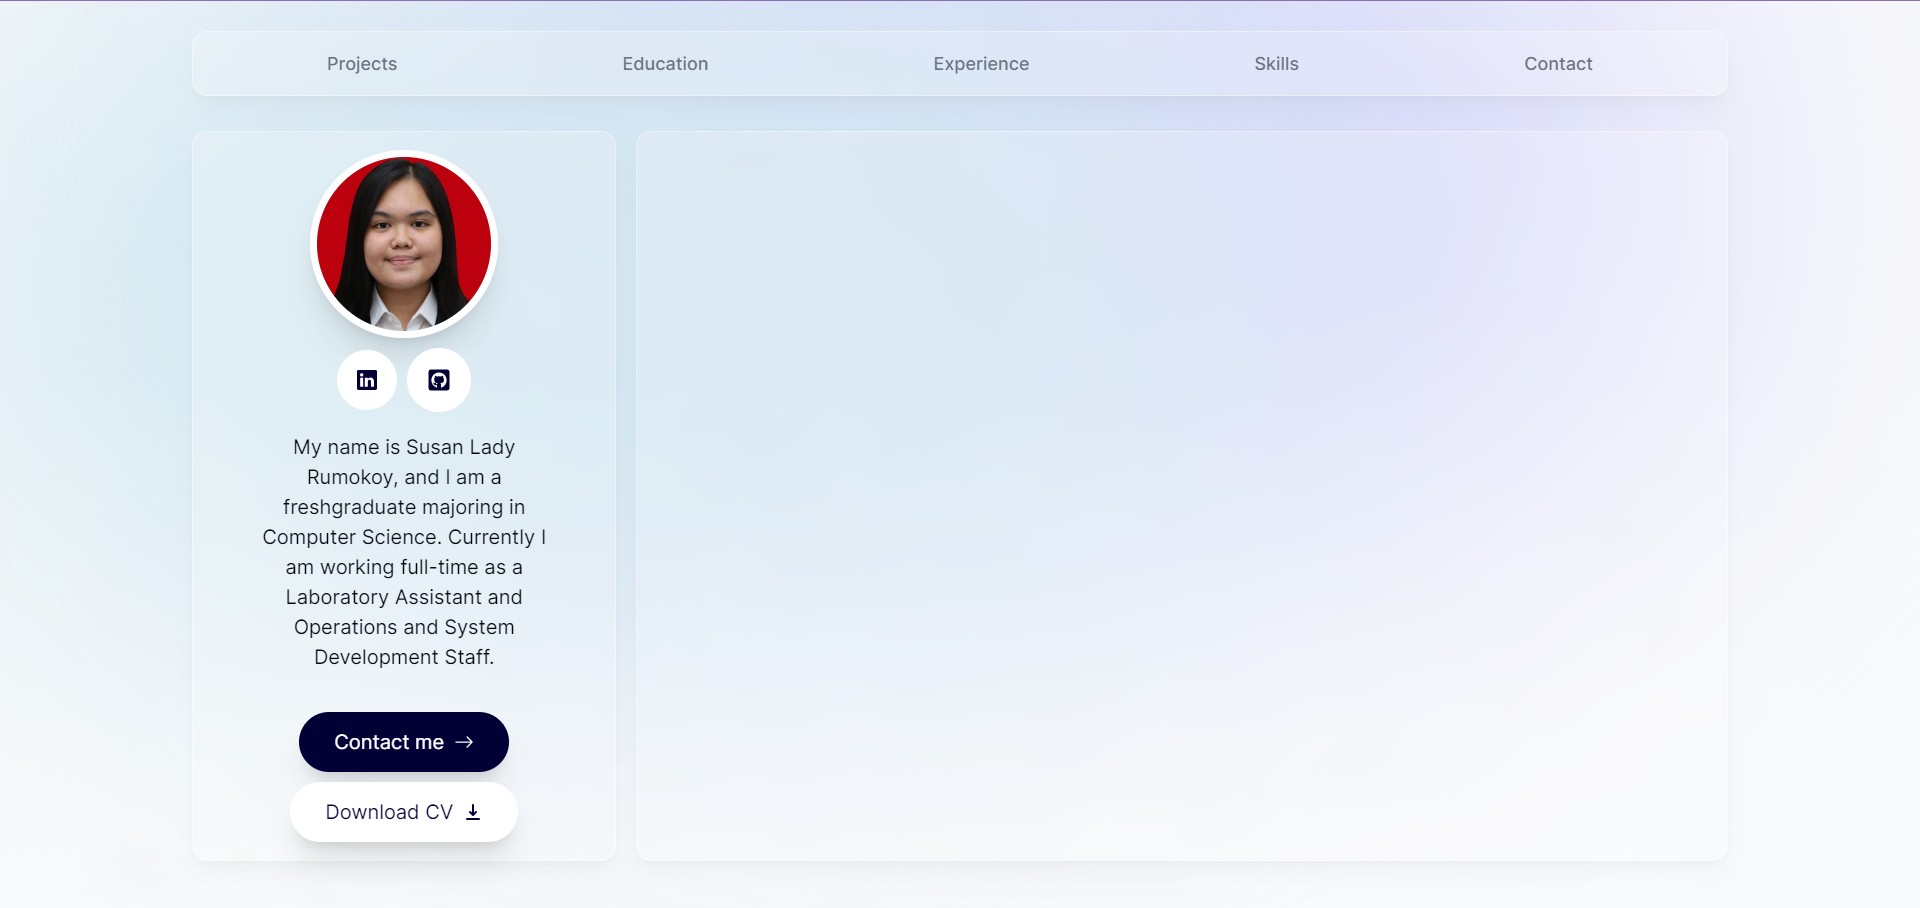 Projects
Education
Experience
Skills
Contact
My name is Susan Lady
Rumokoy, and I am a
freshgraduate majoring in
Computer Science. Currently I
am working full-time as a
Laboratory Assistant and
Operations and System
Development Staff.
Contact me
Download CV